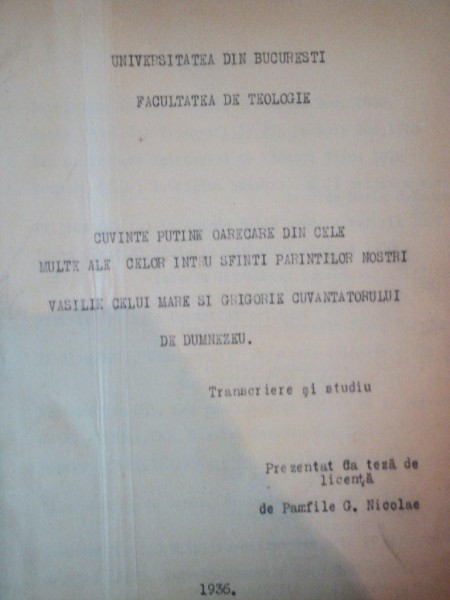 UNIVERSITATEA DIN BUCURESTI
FACULTATEA DE TEOLOGIE
CUVINTE PUTINE OARECARE DIN CELE
MULTE ALE CELOR INTRU SFINTI PARINTILOR NOSTRI
VASILIE CELUI MARE SI GRIGORIE CUVANTATORULUI
DE DUMNEZEU.
Transcriere şi studiu
Prezentat Ca teză de
licenţă
de Pamfile G. Nicolae
1936.